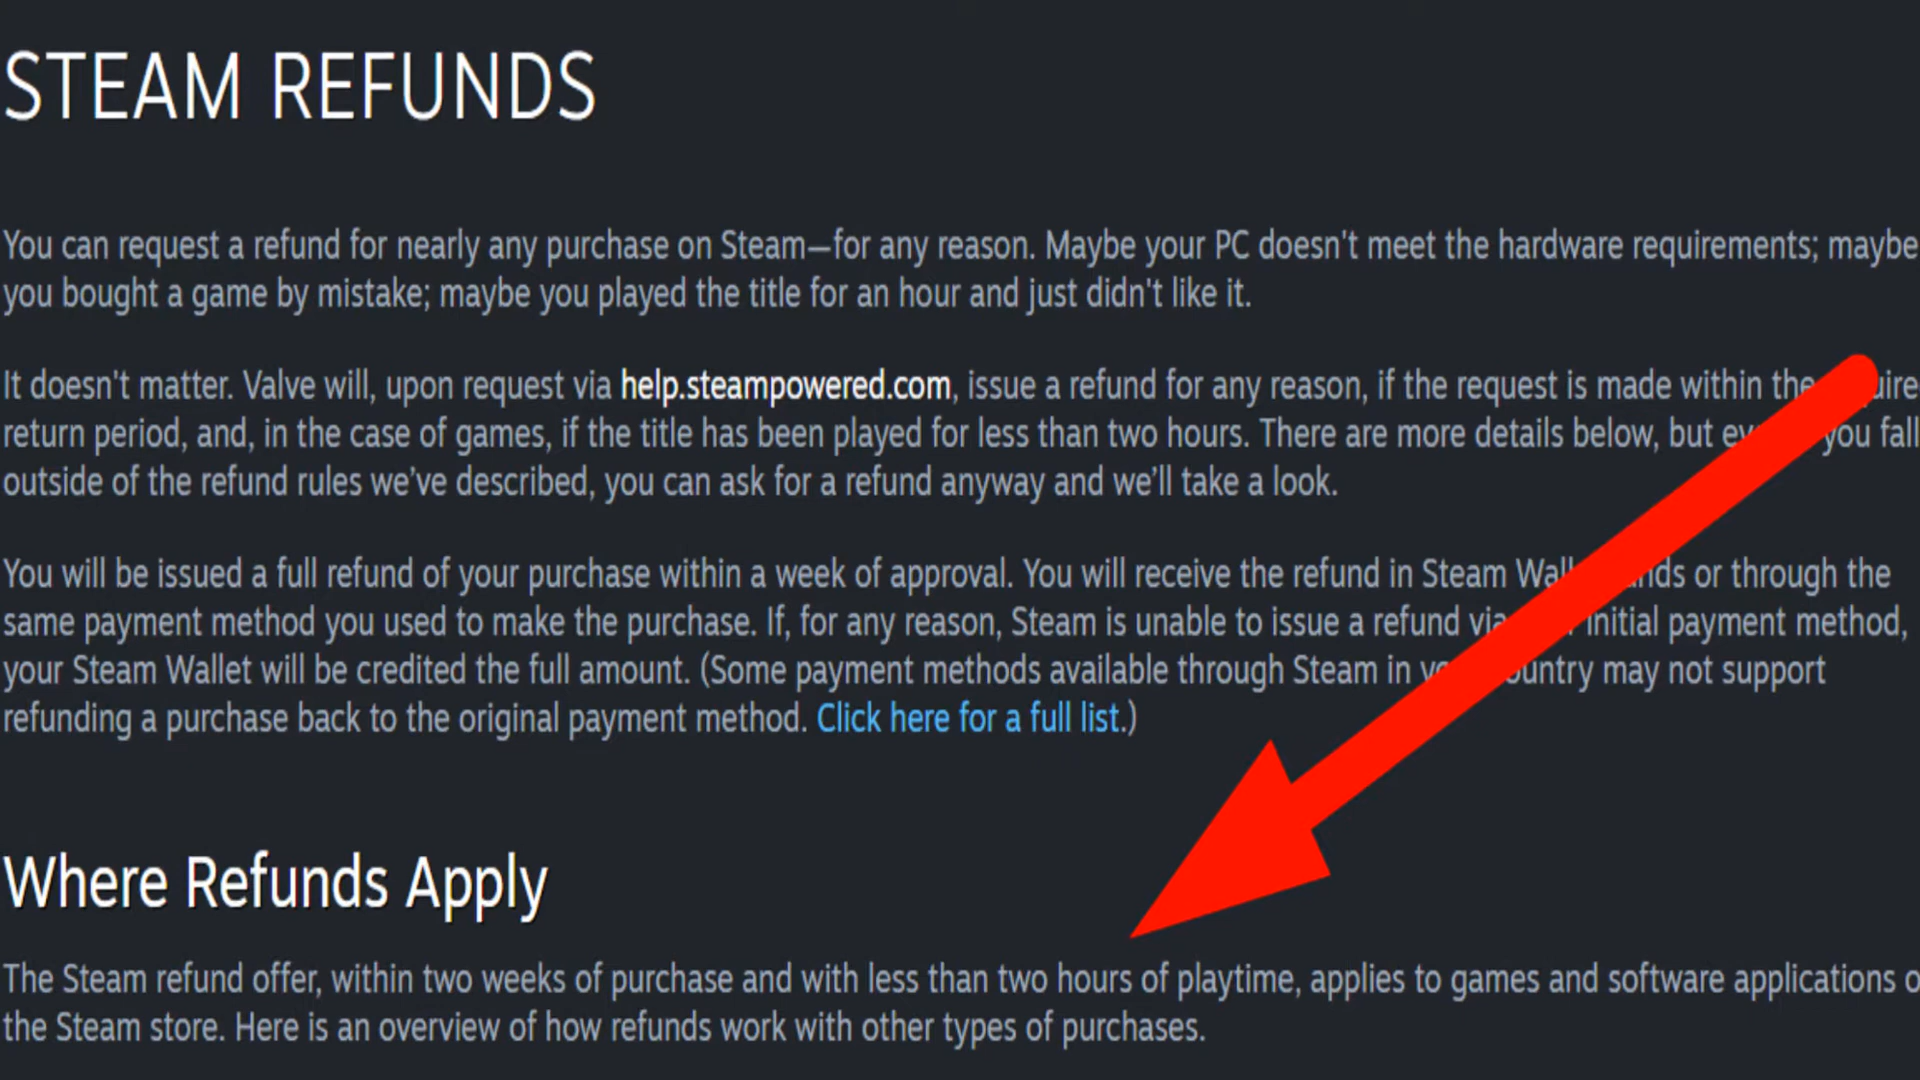 STEAM REFUNDS
You can request a refund for nearly any purchase on Steam—for any reason. Maybe your PC doesn't meet the hardware requirements; maybe
you bought a game by mistake; maybe you played the title for an hour and just didn't like it.
It doesn't matter. Valve will, upon request via help.steampowered.com, issue a refund for any reason, if the request is made within the
return period, and, in the case of games, if the title has been played for less than two hours. There are more details below, but you fall
outside of the refund rules we’ve described, you can ask for a refund anyway and we’ll take a look.
You will be issued a full refund of your purchase within a week of approval. You will receive the refund in Steam or through the
same payment method you used to make the purchase. If, for any reason, Steam is unable to issue a refund via initial payment method,
your Steam Wallet will be credited the full amount. (Some payment methods available through Steam in may not support
refunding a purchase back to the original payment method. Click here for a full list.)
Where Refunds Apply
The Steam refund offer, within two weeks of purchase and with less than two hours of playtime, applies to games and software applications
the Steam store. Here is an overview of how refunds work with other types of purchases.